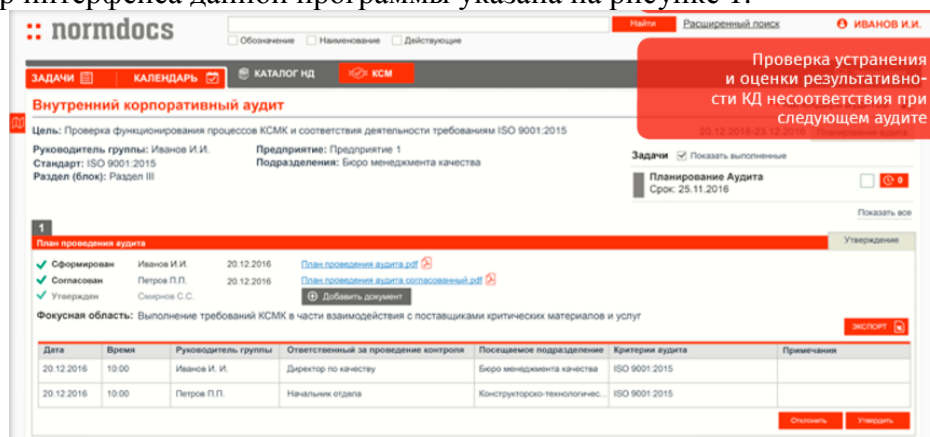 р интерфейса данной программы указана на рисунке 1.
:: normdocs
Найти Расширенный поиск ИВАНОВ И.И.
Обозначение Наименование Действующие
Проверка устранения
и оценки результативно-
сти КД несоответствия при
следующем аудите
ЗАДАЧИ КАЛЕНДАРЬ КАТАЛОГ НД КСМ
Внутренний корпоративный аудит
Цель: Проверка функционирования процессов КСМК и соответствия деятельности требованиям ISO 9001:2015
20.12.2016-23.12.2016 Планирование аудита
Руководитель группы: Иванов И.И. Предприятие: Предприятие 1
Стандарт: ISO 9001:2015 Подразделения: Бюро менеджмента качества
Раздел (блок): Раздел III
Задачи Показать выполненные
Планирование Аудита
Срок: 25.11.2016
0
Показать все
1
План проведения аудита Утверждение
Сформирован Иванов И.И. 20.12.2016 План проведения аудита.pdf
Согласован Петров П.П. 20.12.2016 План проведения аудита согласованный.pdf
Утвержден Смирнов С.С. Добавить документ
Фокусная область: Выполнение требований КСМК в части взаимодействия с поставщиками критических материалов и услуг
ЭКСПОРТ
Дата Время Руководитель группы Ответственный за проведение контроля Посещаемое подразделение Критерии аудита Примечания
20.12.2016 10:00 Иванов И. И. Директор по качеству Бюро менеджмента качества ISO 9001:2015
20.12.2016 10:00 Петров П.П. Начальник отдела Конструкторско-технологичес... ISO 9001:2015
Отклонить Утвердить